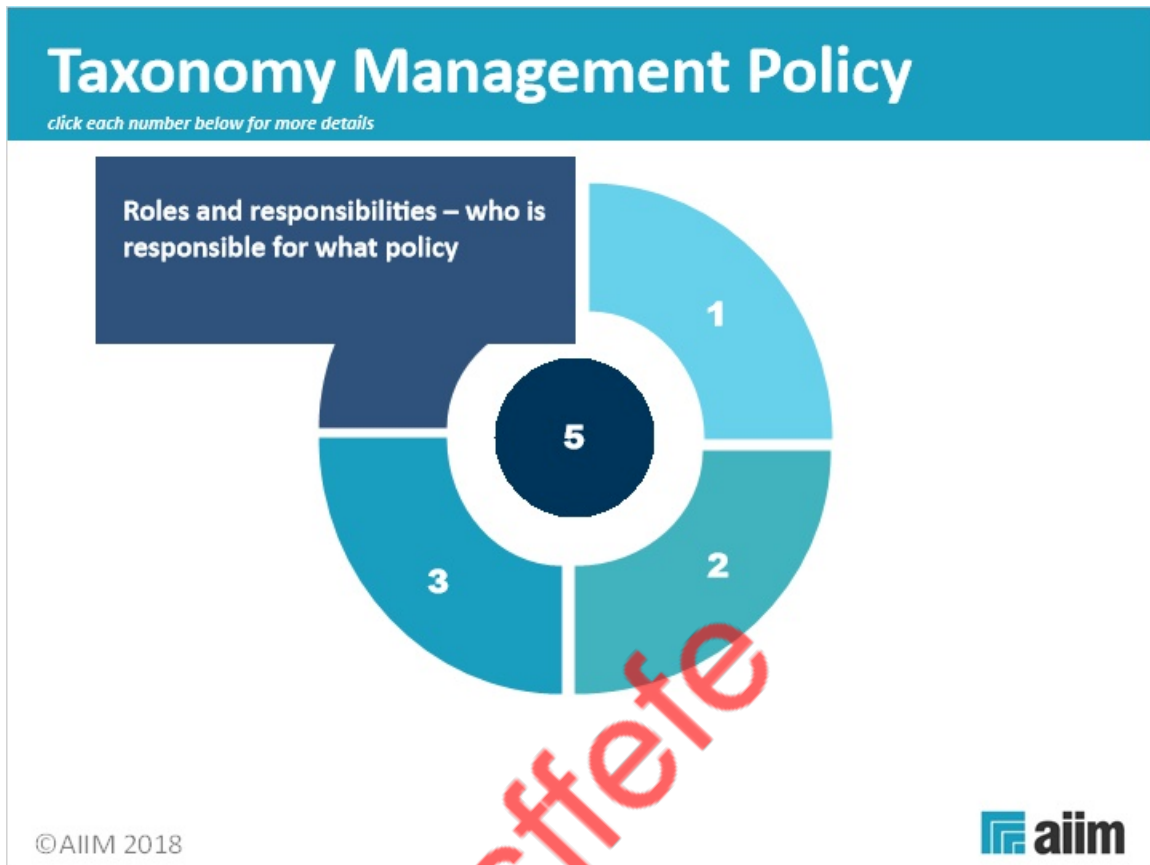 Taxonomy Management Policy
click each number below for more details
Roles and responsibilities – who is
responsible for what policy
1
5
3
2
©AIIM 2018
aiim